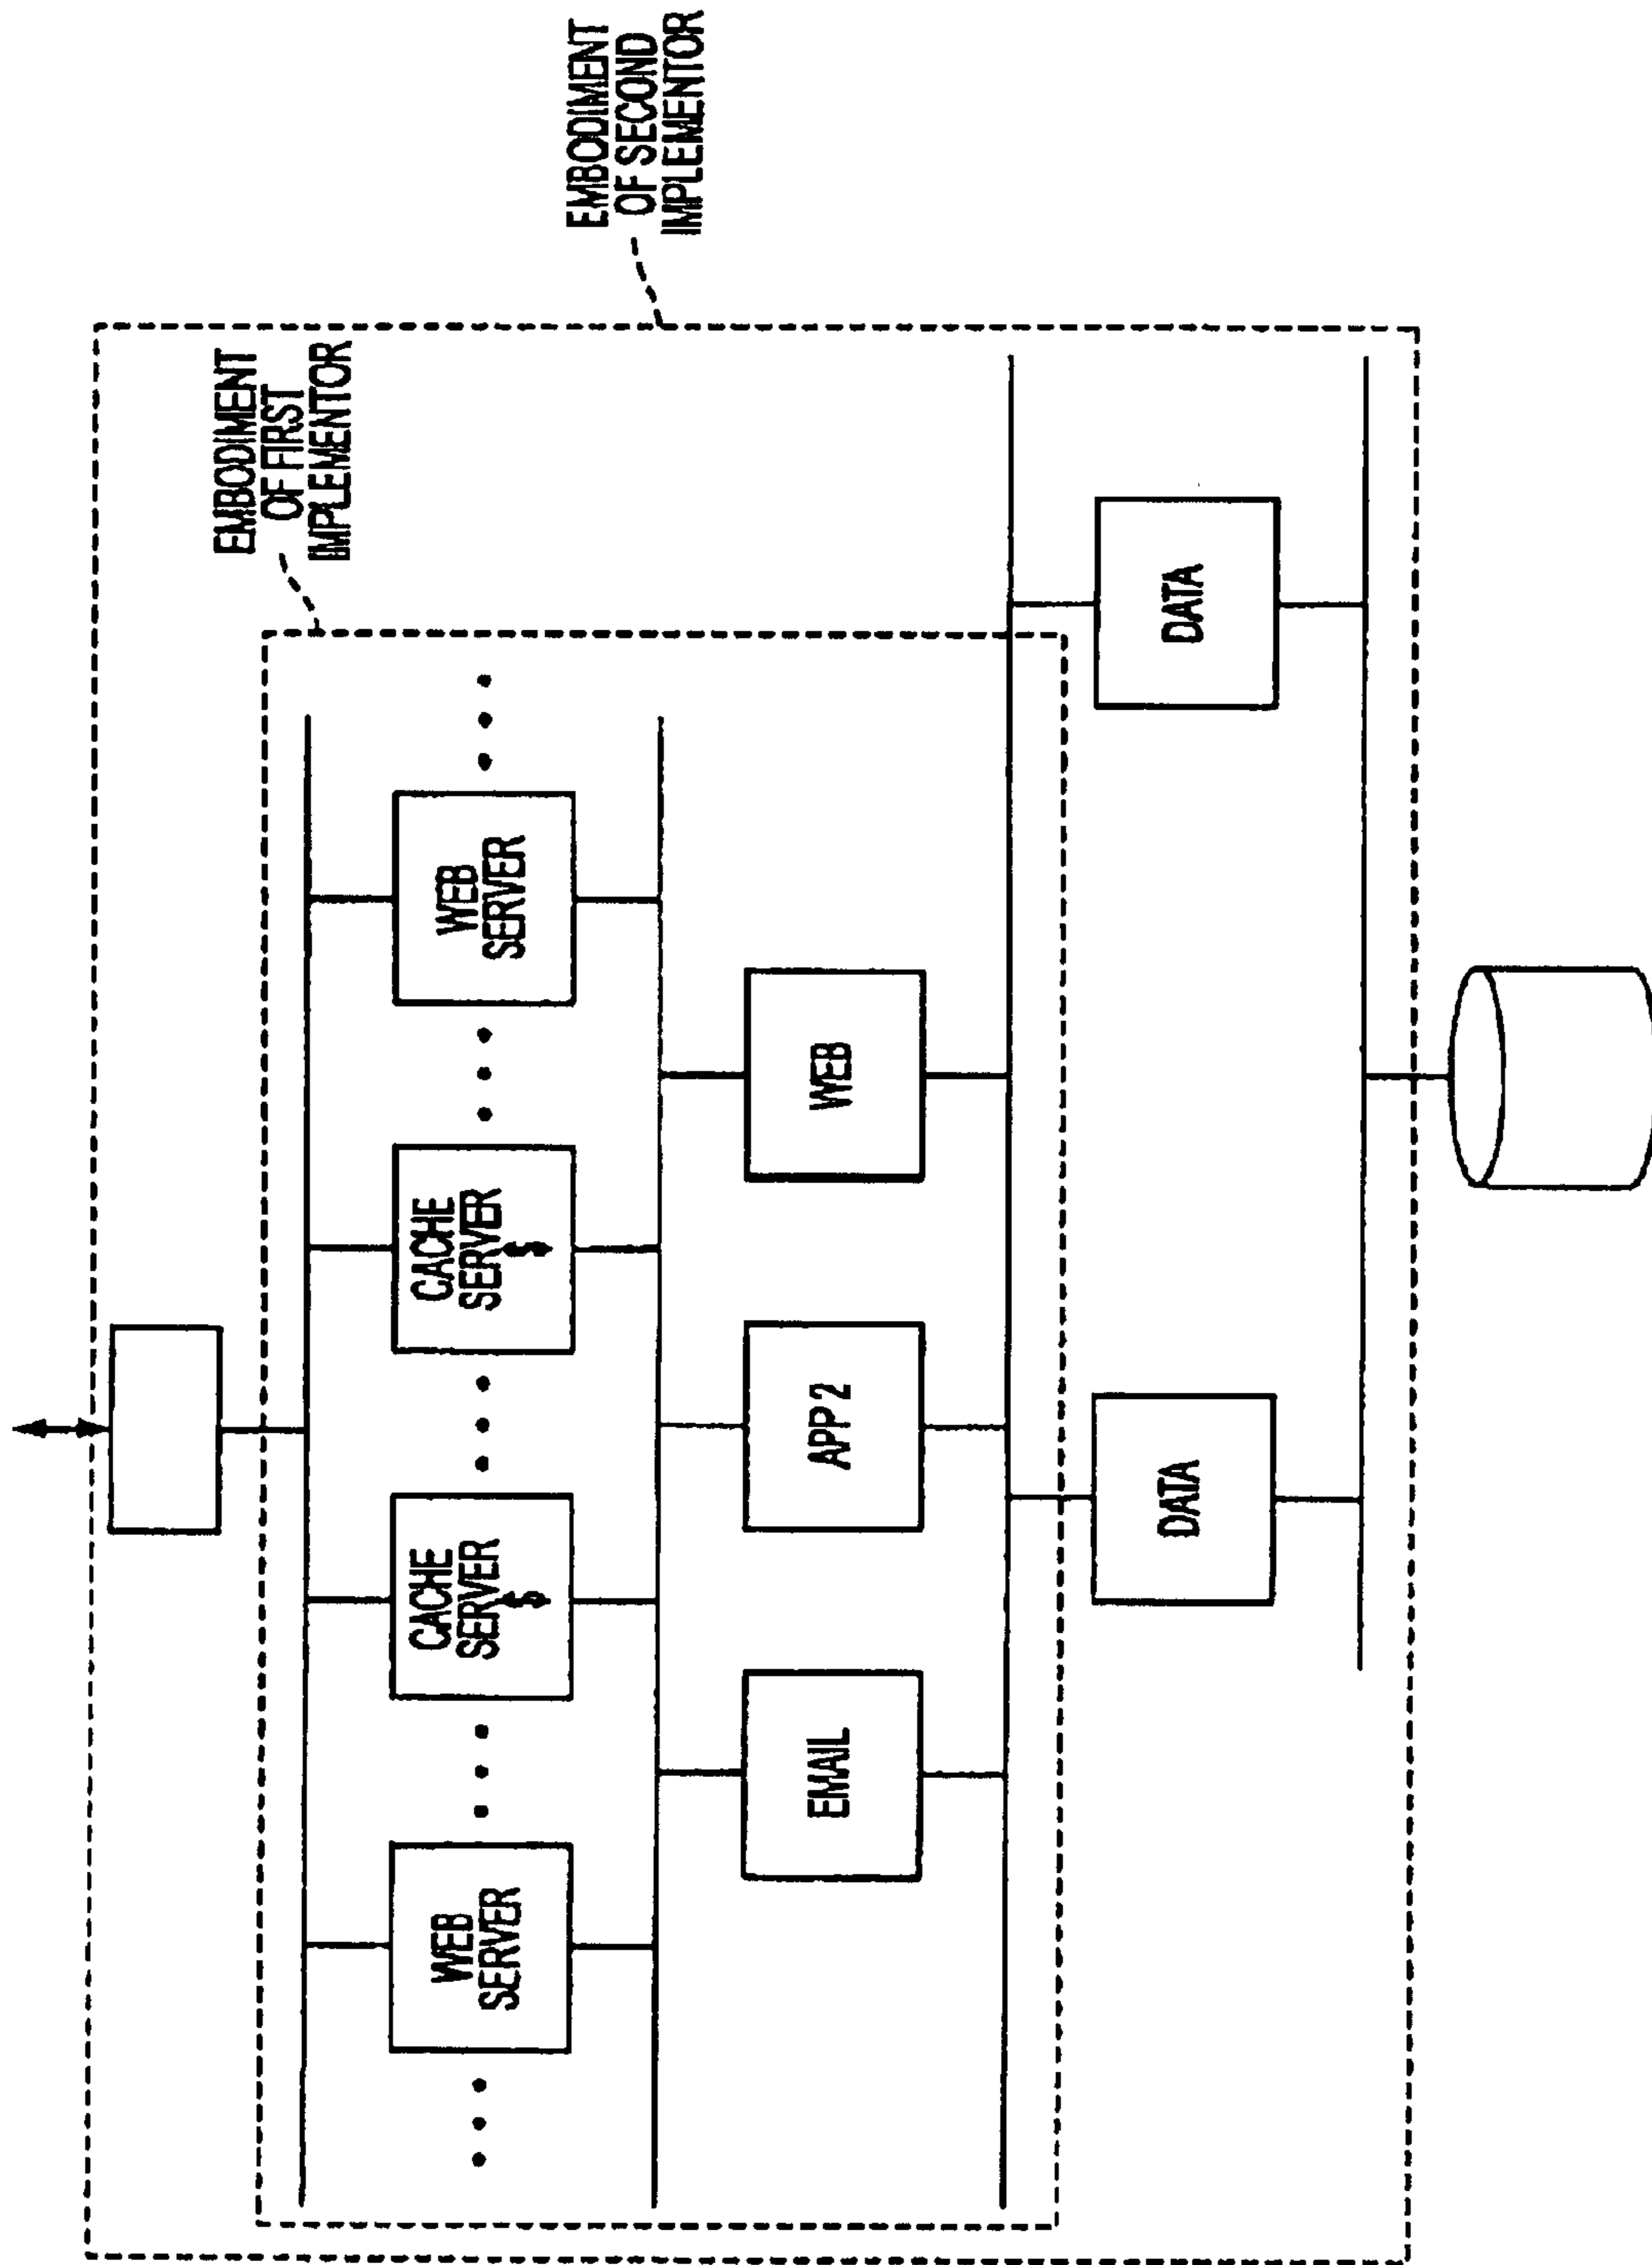 EMBODIMENT
OF SECOND
IMPLEMENTOR
EMBODIMENT
OF FIRST
IMPLEMENTOR
WEB
SERVER
CACHE
SERVER
$
CACHE
SERVER
$
WEB
SERVER
EMAIL
APP 2
WEB
DATA
DATA